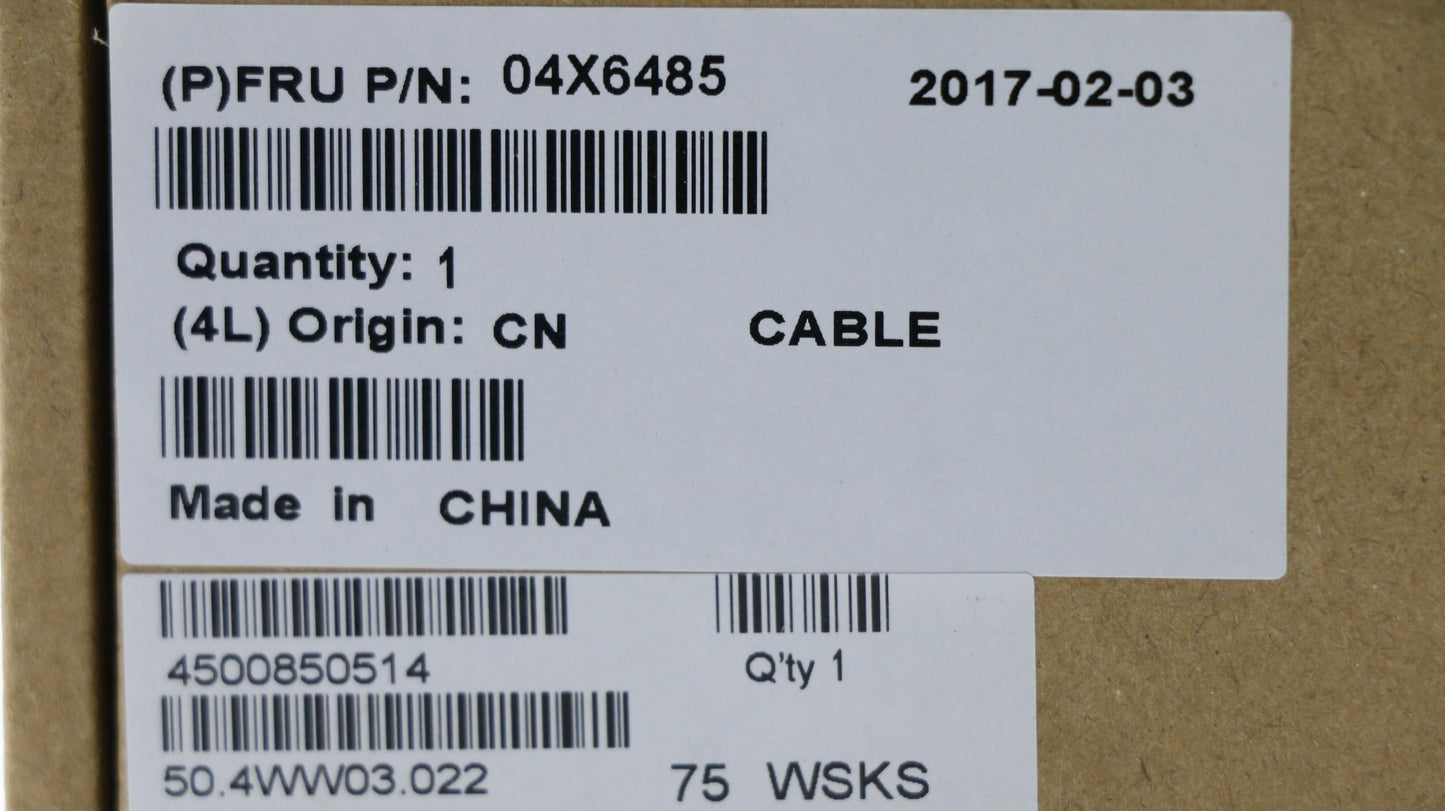 (P)FRU P/N: 04X6485 2017-02-03
Quantity: 1
(4L) Origin: CN CABLE
Made in CHINA
4500850514 Q'ty 1
50.4WW03.022 75 WSKS